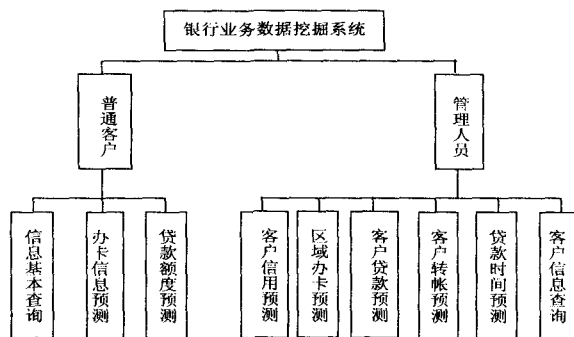 银行业务数据挖掘系统
普通客户
管理人员
信息基本查询
办卡信息预测
贷款额度预测
客户信用预测
区域办卡预测
客户贷款预测
客户转帐预测
贷款时间预测
客户信息查询